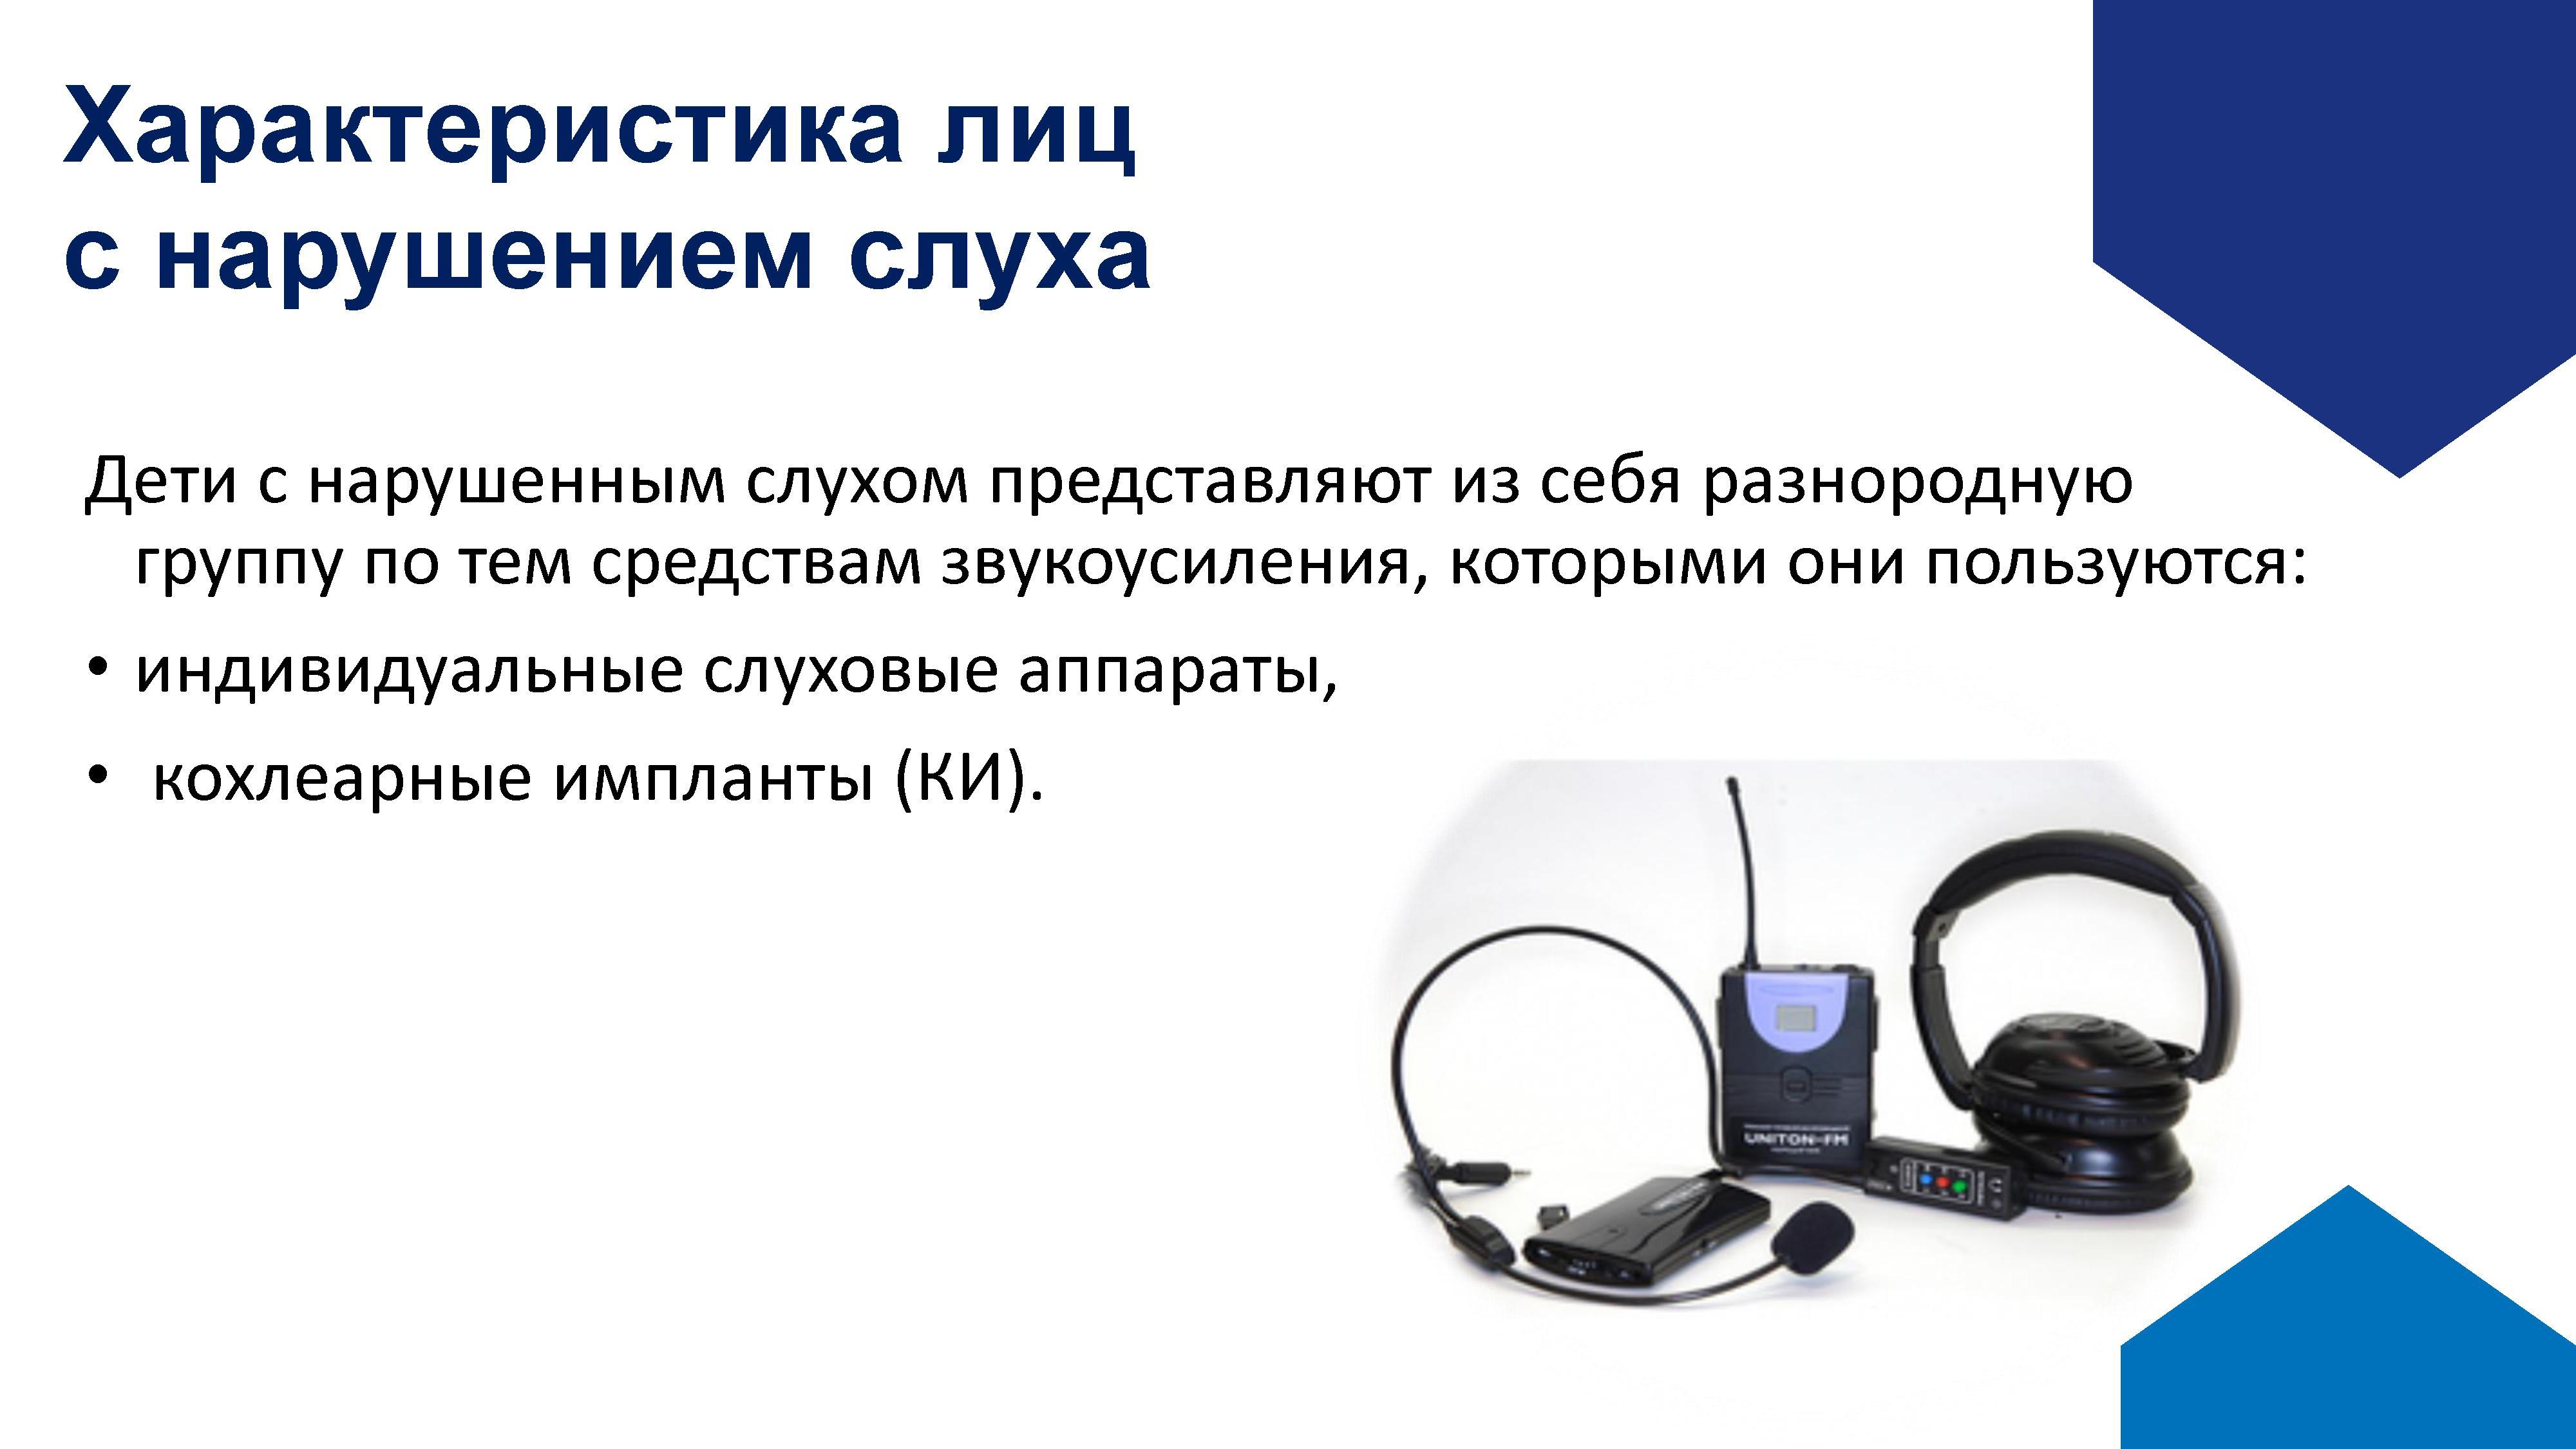 Характеристика лиц
с нарушением слуха
Дети с нарушенным слухом представляют из себя разнородную
группу по тем средствам звукоусиления, которыми они пользуются:
• индивидуальные слуховые аппараты,
• кохлеарные импланты (КИ).
UNITON-FM